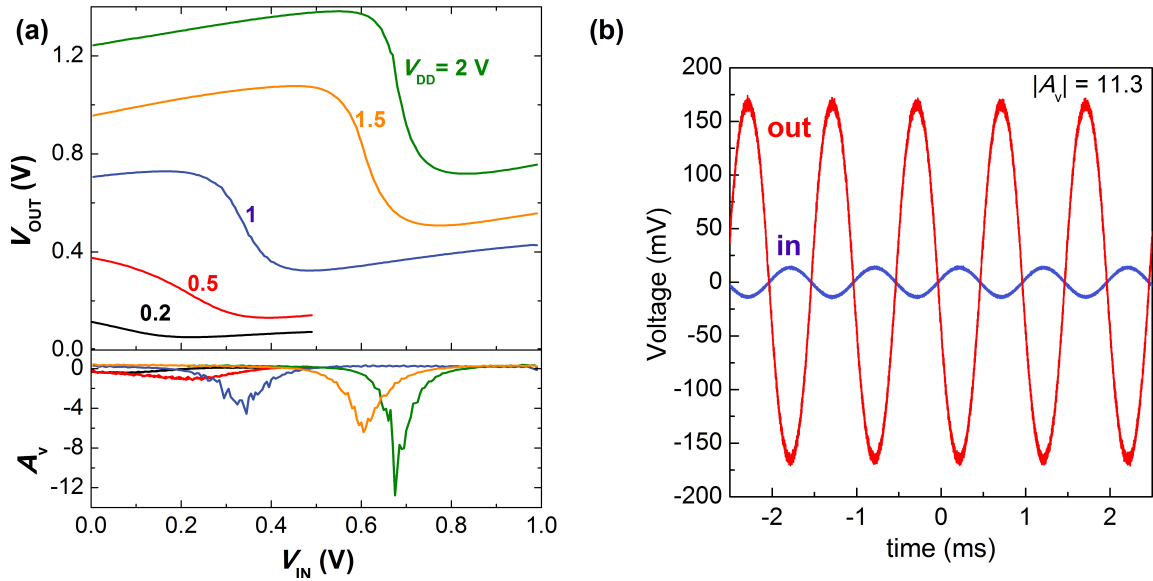 (a)
1.2
0.8
0.4
0.0
V_OUT (V)
V_DD = 2 V
1.5
1
0.5
0.2
0
-4
-8
-12
A_v
0.0 0.2 0.4 0.6 0.8 1.0
V_IN (V)
(b)
200
150
100
50
0
-50
-100
-150
-200
Voltage (mV)
|A_v| = 11.3
out
in
-2 -1 0 1 2
time (ms)